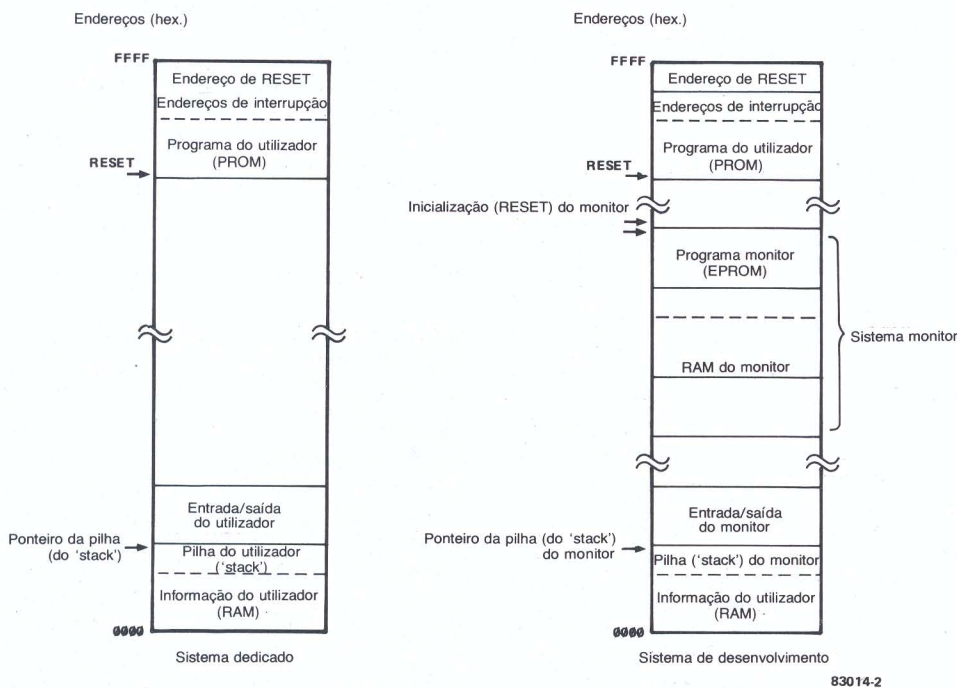 Endereços (hex.)
FFFF
Endereço de RESET
Endereços de interrupção
Programa do utilizador
(PROM)
RESET
Entrada/saída
do utilizador
Ponteiro da pilha
(do 'stack')
Pilha do utilizador
('stack')
Informação do utilizador
(RAM)
0000
Sistema dedicado
Endereços (hex.)
FFFF
Endereço de RESET
Endereços de interrupção
Programa do utilizador
(PROM)
RESET
Inicialização (RESET) do monitor
Programa monitor
(EPROM)
RAM do monitor
Sistema monitor
Entrada/saída
do monitor
Ponteiro da pilha (do 'stack')
do monitor
Pilha ('stack') do monitor
Informação do utilizador
(RAM)
0000
Sistema de desenvolvimento
83014-2